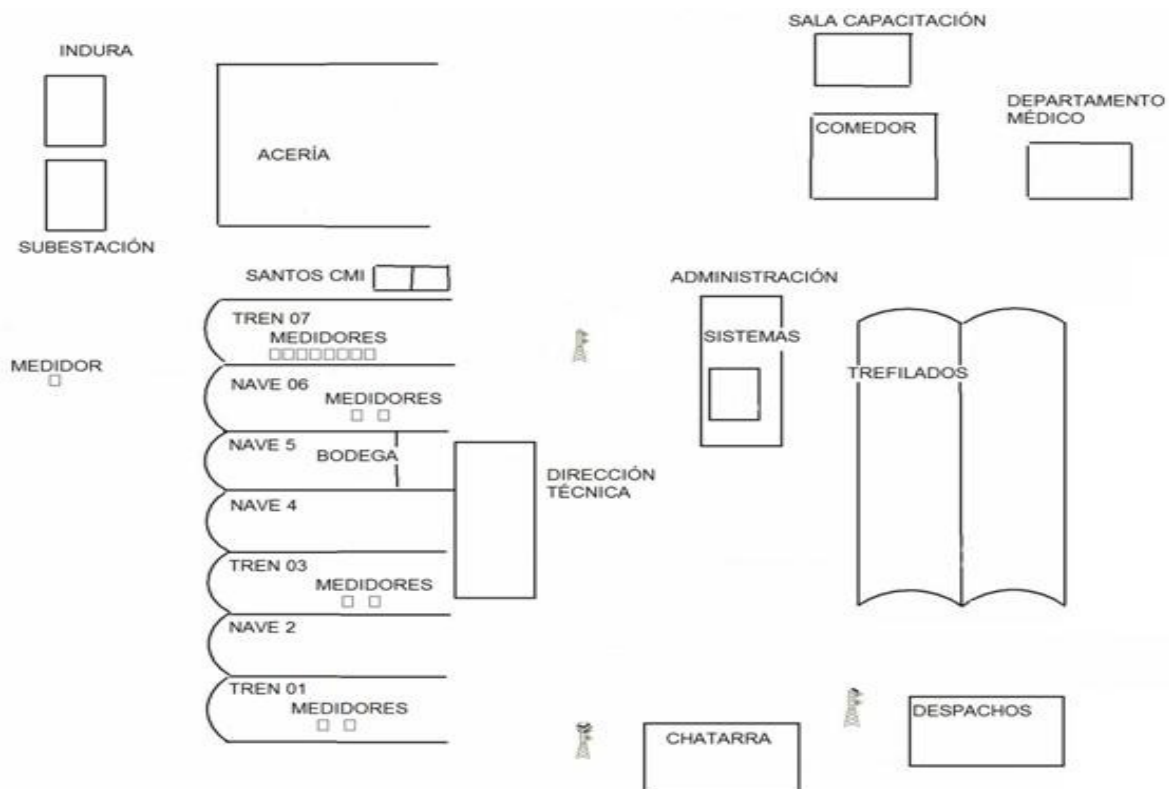 SALA CAPACITACIÓN
INDURA
DEPARTAMENTO
MÉDICO
COMEDOR
ACERÍA
SUBESTACIÓN
SANTOS CMI
ADMINISTRACIÓN
TREN 07
MEDIDORES
SISTEMAS
MEDIDOR
TREFILADOS
NAVE 06
MEDIDORES
NAVE 5
BODEGA
DIRECCIÓN
TÉCNICA
NAVE 4
TREN 03
MEDIDORES
NAVE 2
TREN 01
MEDIDORES
DESPACHOS
CHATARRA